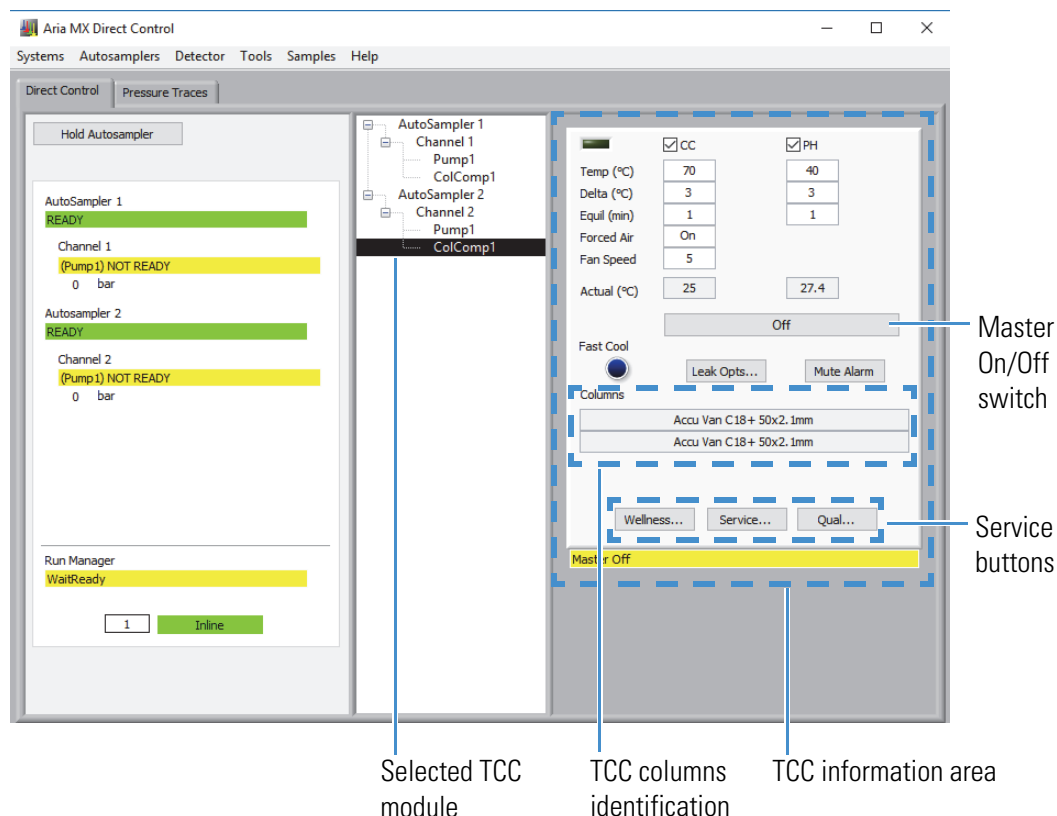 Aria MX Direct Control
Systems Autosamplers Detector Tools Samples Help
Direct Control Pressure Traces
Hold Autosampler
AutoSampler 1
READY
Channel 1
(Pump1) NOT READY
0 bar
Autosampler 2
READY
Channel 2
(Pump1) NOT READY
0 bar
Run Manager
WaitReady
1 Inline
AutoSampler 1
Channel 1
Pump1
ColComp1
AutoSampler 2
Channel 2
Pump1
ColComp1
CC PH
Temp (°C) 70 40
Delta (°C) 3 3
Equil (min) 1 1
Forced Air On
Fan Speed 5
Actual (°C) 25 27.4
Off
Fast Cool
Leak Opts... Mute Alarm
Columns
Accu Van C18+ 50x2.1mm
Accu Van C18+ 50x2.1mm
Wellness... Service... Qual...
Master Off
Master
On/Off
switch
Service
buttons
Selected TCC
module
TCC columns
identification
TCC information area